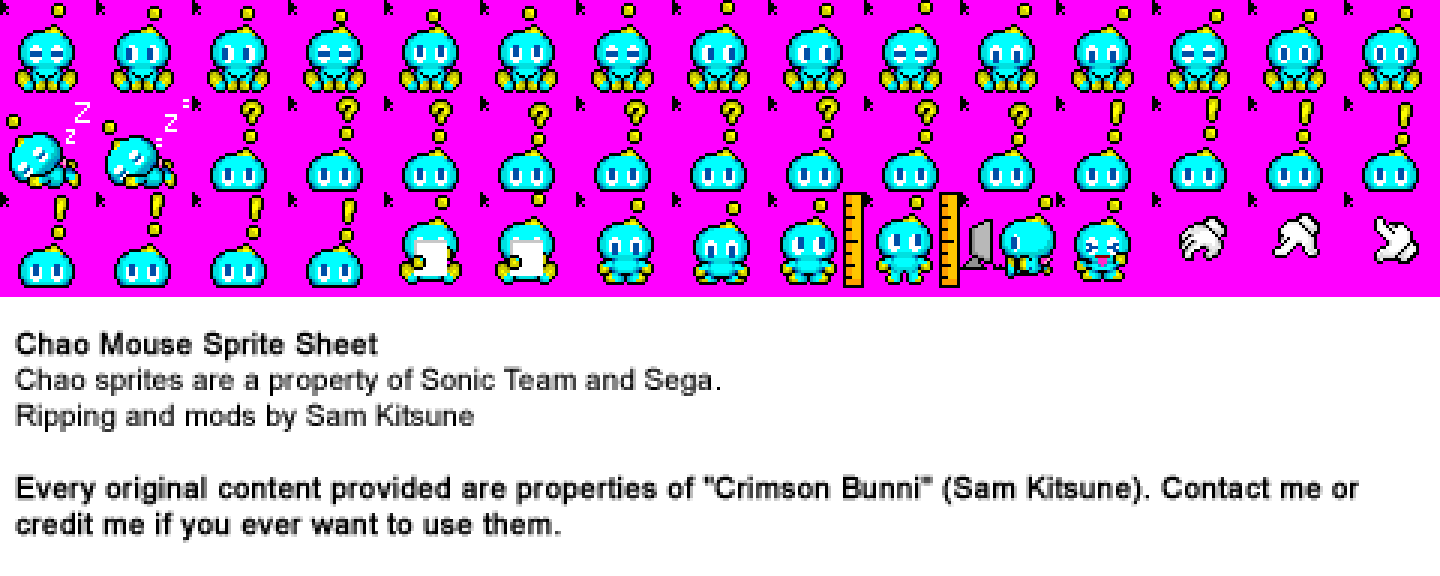 Z
Z
Z
? ? ? ? ? ? ? ? ? ! ! ! !
! ! ! !
Chao Mouse Sprite Sheet
Chao sprites are a property of Sonic Team and Sega.
Ripping and mods by Sam Kitsune
Every original content provided are properties of "Crimson Bunni" (Sam Kitsune). Contact me or
credit me if you ever want to use them.